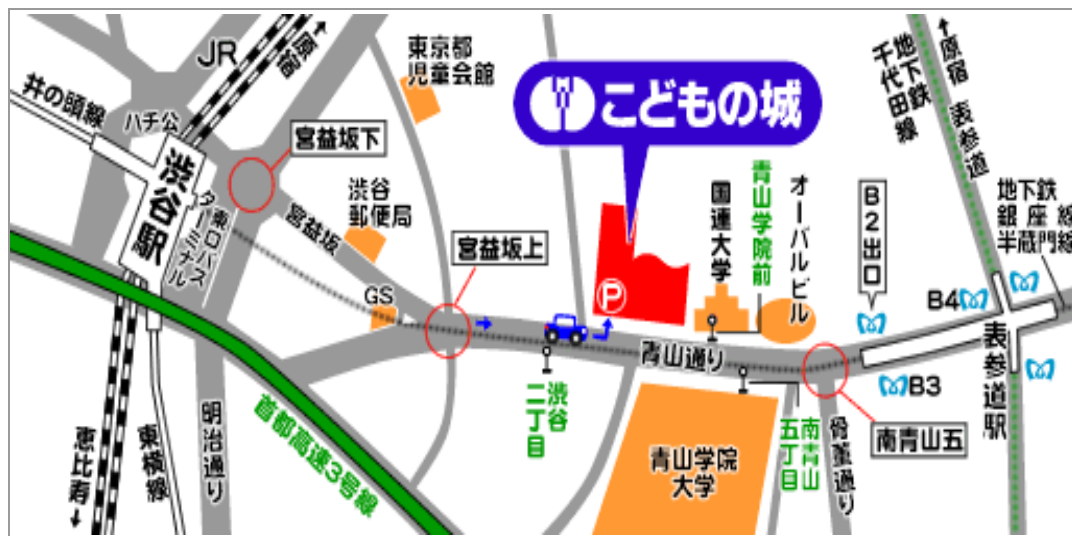 JR
↑原宿
井の頭線
ハチ公
渋谷駅
東口バス
ターミナル
宮益坂下
東京都
児童会館
宮益坂
渋谷
郵便局
宮益坂上
GS
こどもの城
P
国連大学
青山学院前
オーバルビル
B2出口
↑原宿
地下鉄
千代田線
表参道
地下鉄
銀座線
半蔵門線
B4
B3
表参道駅
青山通り
渋谷
二丁目
青山学院
大学
南青山
五丁目
骨董通り
南青山五
首都高速3号線
明治通り
東横線
恵比寿↓